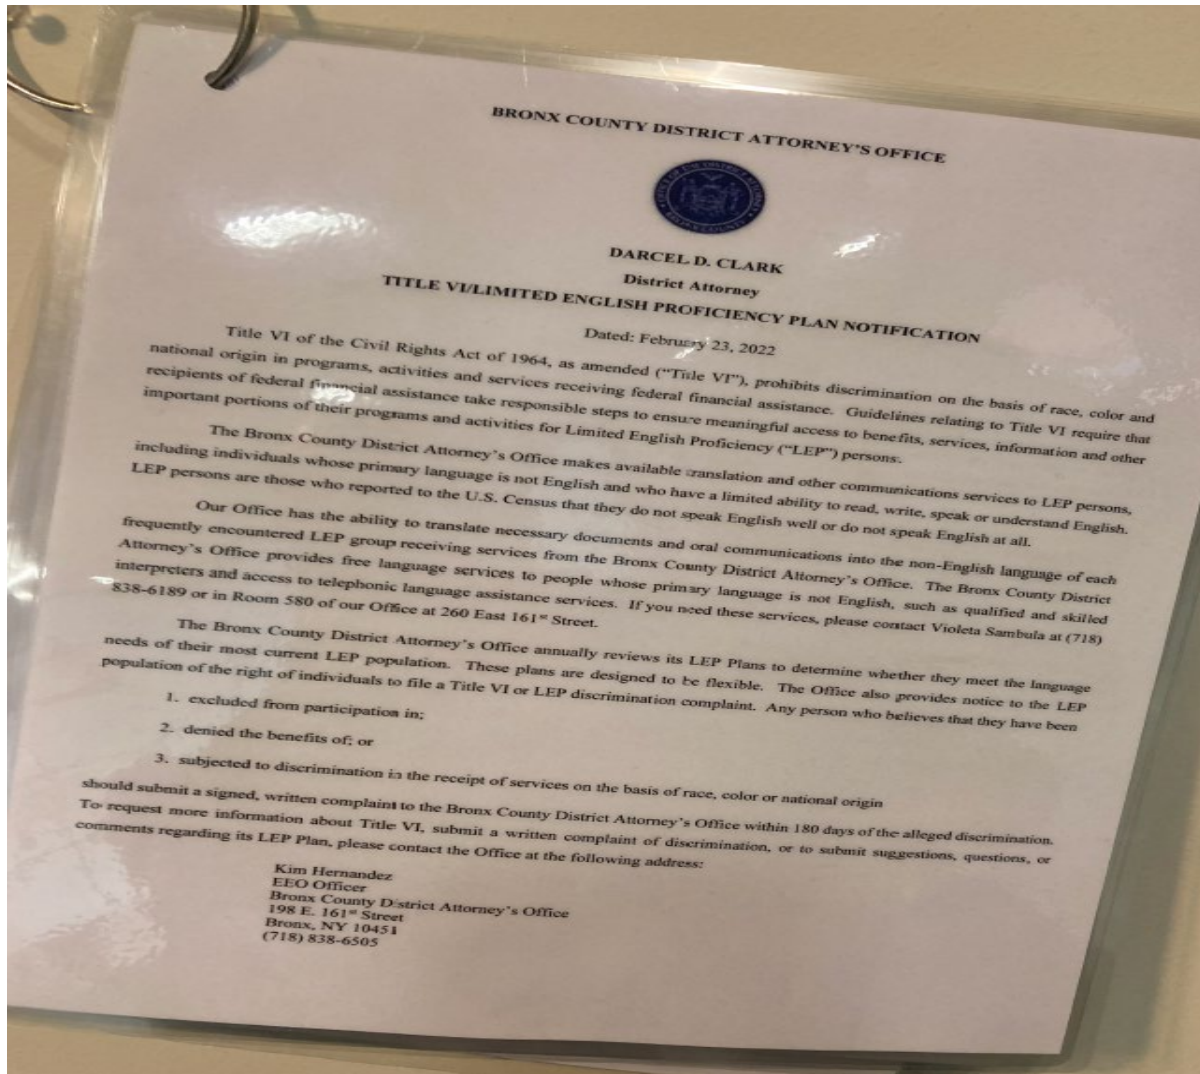 BRONX COUNTY DISTRICT ATTORNEY'S OFFICE
DARCEL D. CLARK
District Attorney
TITLE VI/LIMITED ENGLISH PROFICIENCY PLAN NOTIFICATION
Dated: February 23, 2022
Title VI of the Civil Rights Act of 1964, as amended ("Title VI"), prohibits discrimination on the basis of race, color and
national origin in programs, activities and services receiving federal financial assistance. Guidelines relating to Title VI require that
recipients of federal financial assistance take responsible steps to ensure meaningful access to benefits, services, information and other
important portions of their programs and activities for Limited English Proficiency ("LEP") persons.
The Bronx County District Attorney's Office makes available translation and other communications services to LEP persons,
including individuals whose primary language is not English and who have a limited ability to read, write, speak or understand English.
LEP persons are those who reported to the U.S. Census that they do not speak English well or do not speak English at all.
Our Office has the ability to translate necessary documents and oral communications into the non-English language of each
frequently encountered LEP group receiving services from the Bronx County District Attorney's Office. The Bronx County District
Attorney's Office provides free language services to people whose primary language is not English, such as qualified and skilled
interpreters and access to telephonic language assistance services. If you need these services, please contact Violeta Sambula at (718)
838-6189 or in Room 580 of our Office at 260 East 161st Street.
The Bronx County District Attorney's Office annually reviews its LEP Plans to determine whether they meet the language
needs of their most current LEP population. These plans are designed to be flexible. The Office also provides notice to the LEP
population of the right of individuals to file a Title VI or LEP discrimination complaint. Any person who believes that they have been
1. excluded from participation in;
2. denied the benefits of; or
3. subjected to discrimination in the receipt of services on the basis of race, color or national origin
should submit a signed, written complaint to the Bronx County District Attorney's Office within 180 days of the alleged discrimination.
To request more information about Title VI, submit a written complaint of discrimination, or to submit suggestions, questions, or
comments regarding its LEP Plan, please contact the Office at the following address:
Kim Hernandez
EEO Officer
Bronx County District Attorney's Office
198 E. 161st Street
Bronx, NY 10451
(718) 838-6505